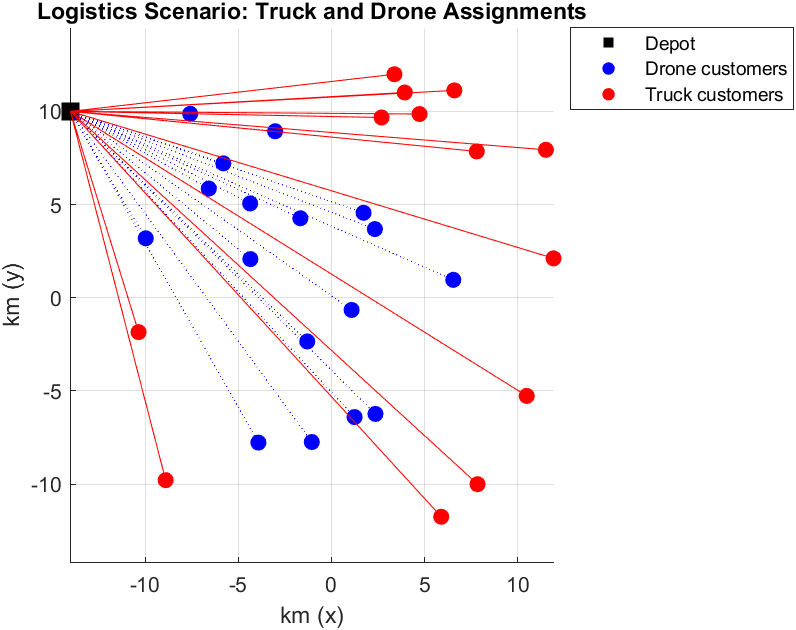 Logistics Scenario: Truck and Drone Assignments
Depot
Drone customers
Truck customers
10
5
0
-5
-10
km (y)
-10
-5
0
5
10
km (x)